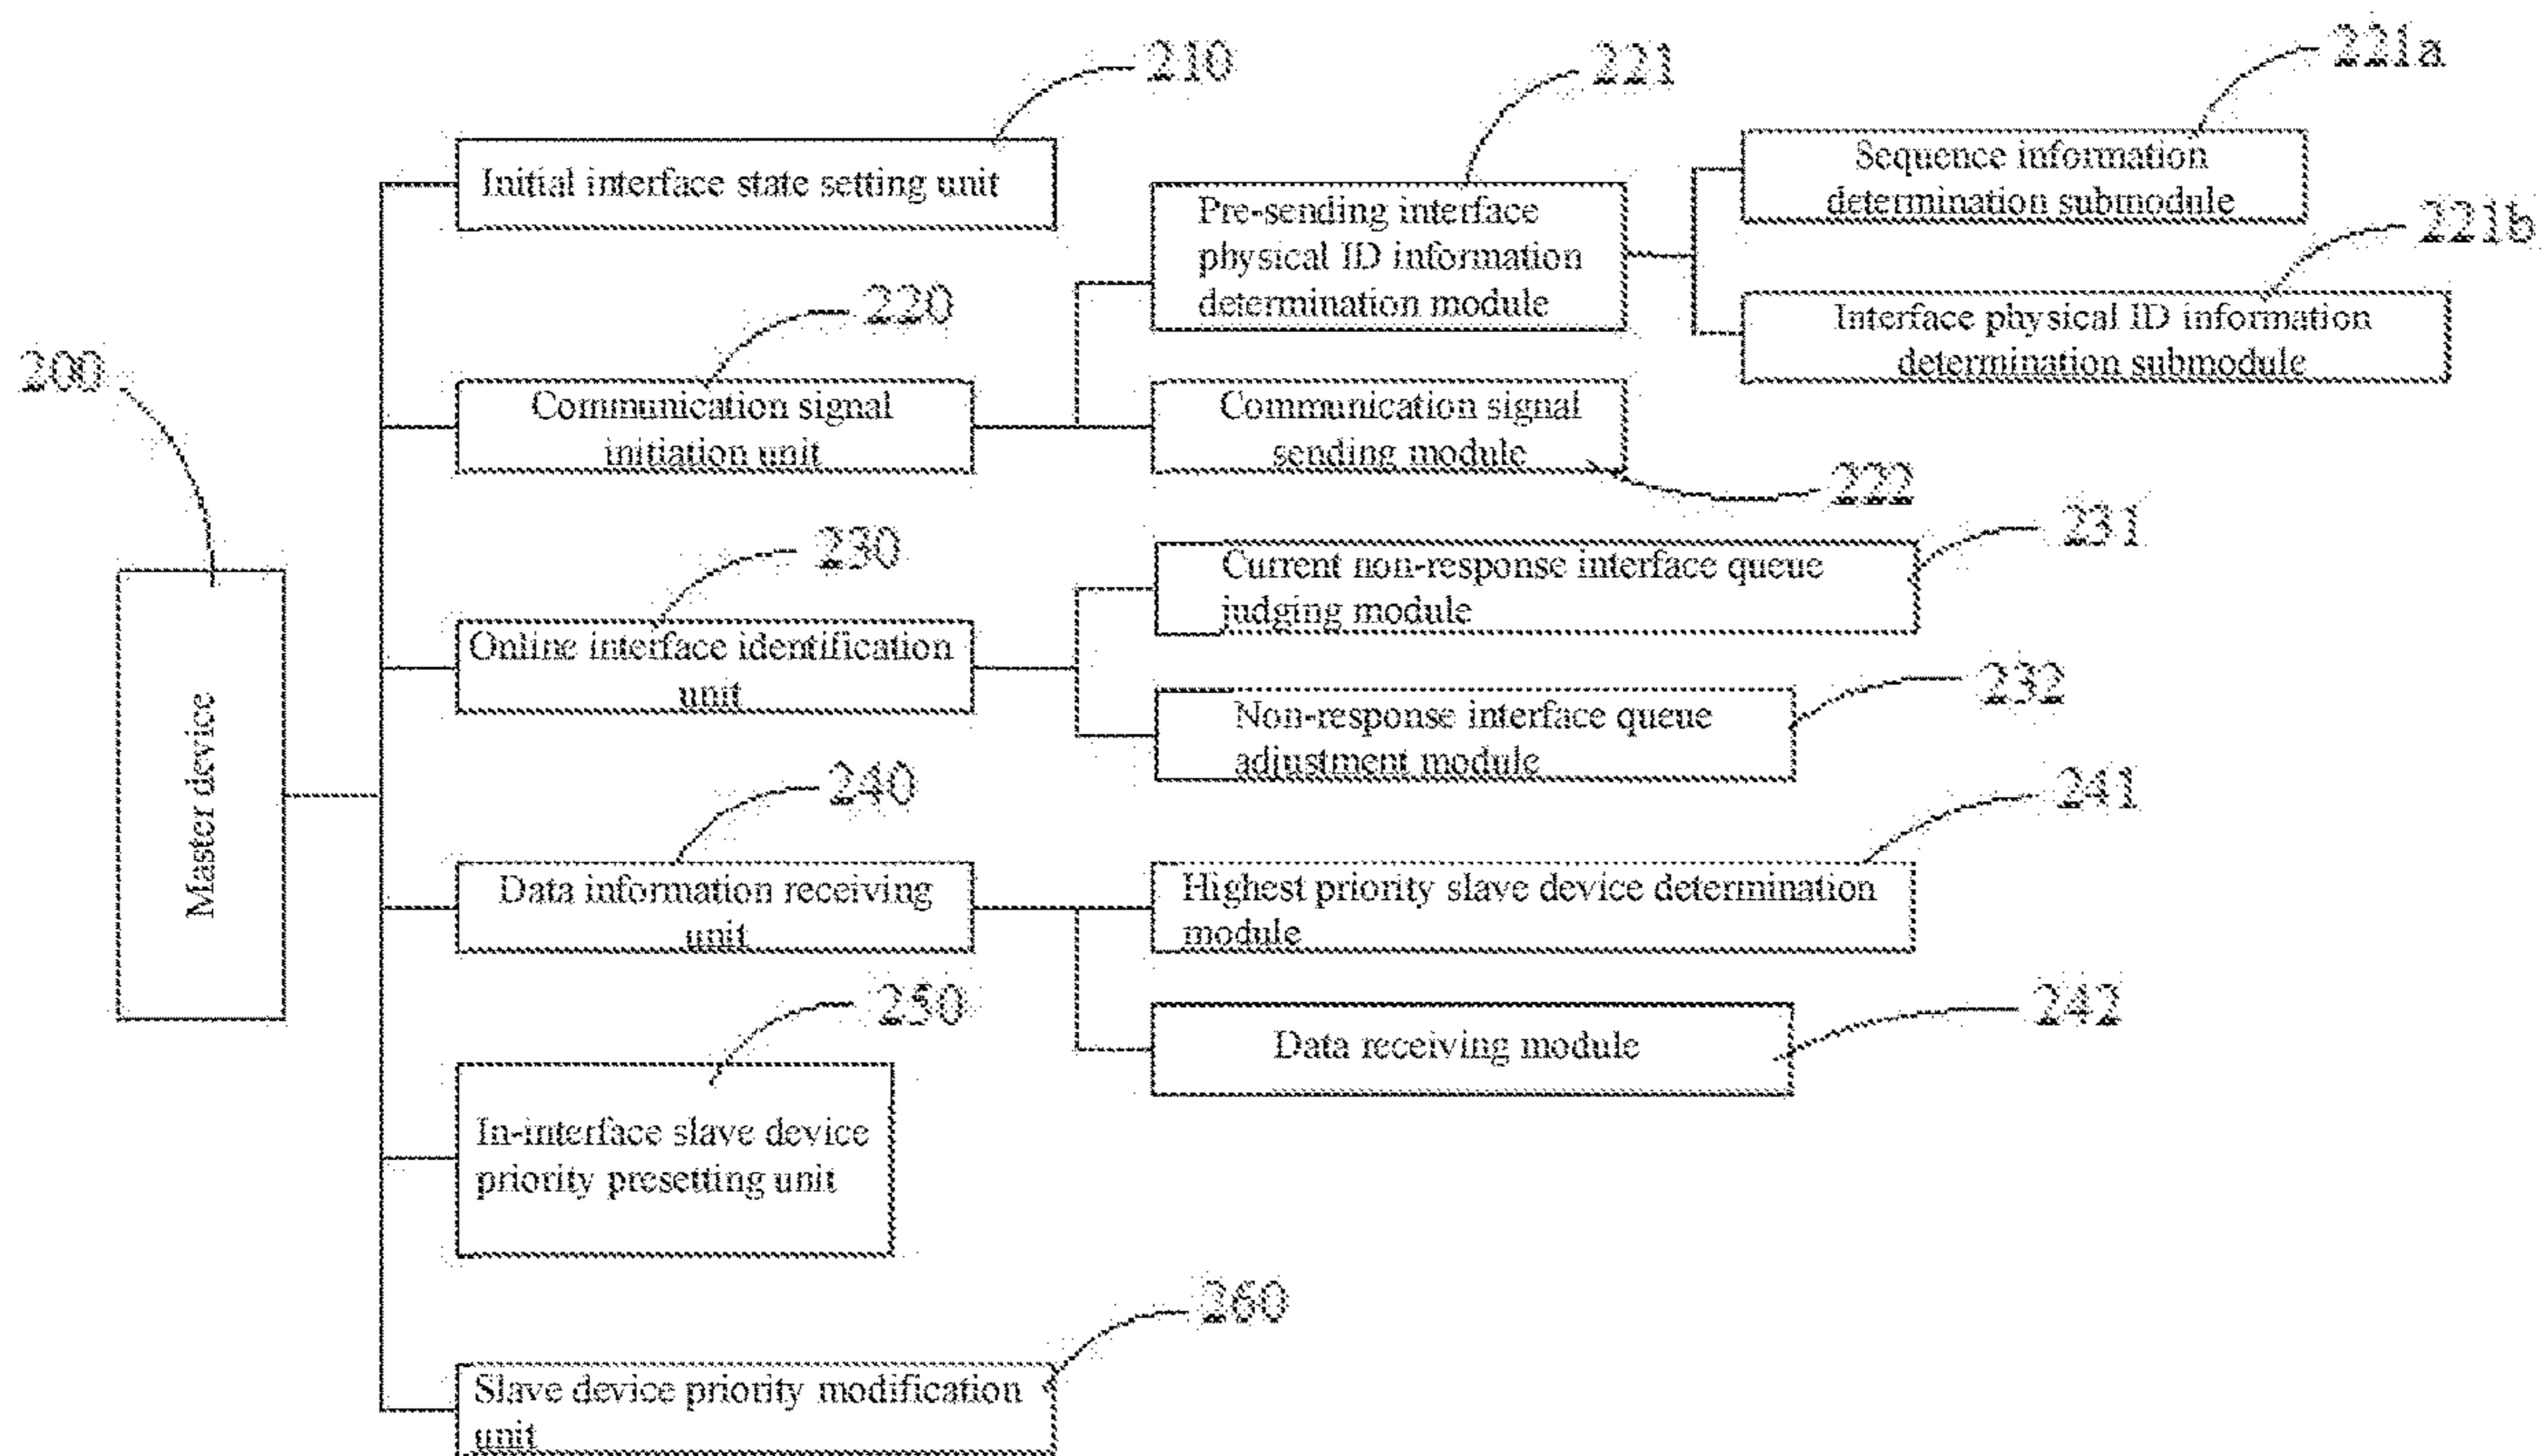 200
Master device
210
Initial interface state setting unit
220
Communication signal
initiation unit
221
Pre-sending interface
physical ID information
determination module
221a
Sequence information
determination submodule
221b
Interface physical ID information
determination submodule
Communication signal
sending module
222
230
Online interface identification
unit
231
Current non-response interface queue
judging module
232
Non-response interface queue
adjustment module
240
Data information receiving
unit
241
Highest priority slave device determination
module
242
Data receiving module
250
In-interface slave device
priority presetting unit
260
Slave device priority modification
unit